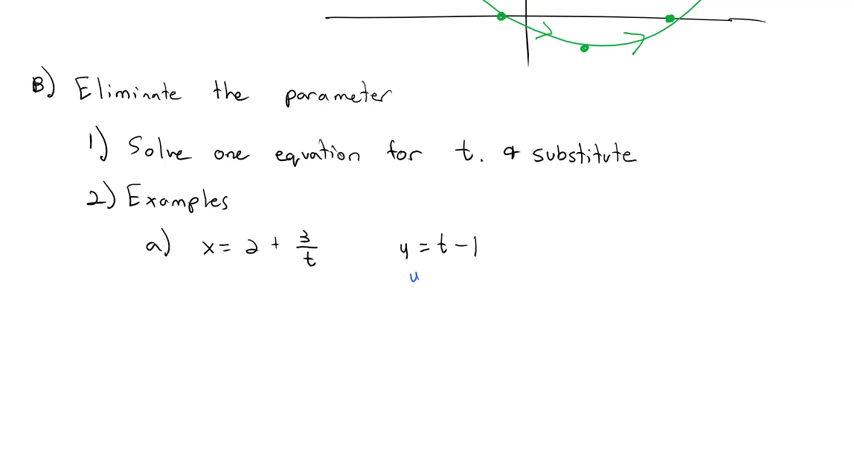 B) Eliminate the parameter
1) Solve one equation for t. & substitute
2) Examples
a) x = 2 + 3/t y = t - 1